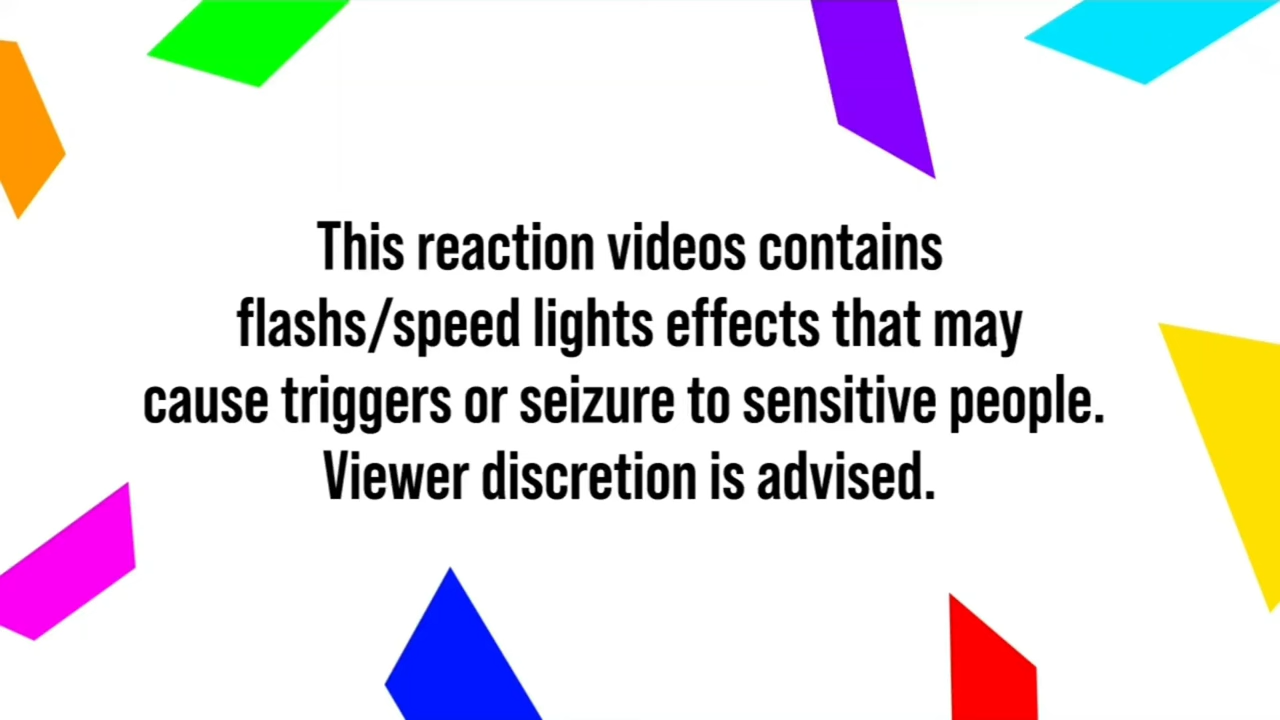 This reaction videos contains
flashs/speed lights effects that may
cause triggers or seizure to sensitive people.
Viewer discretion is advised.